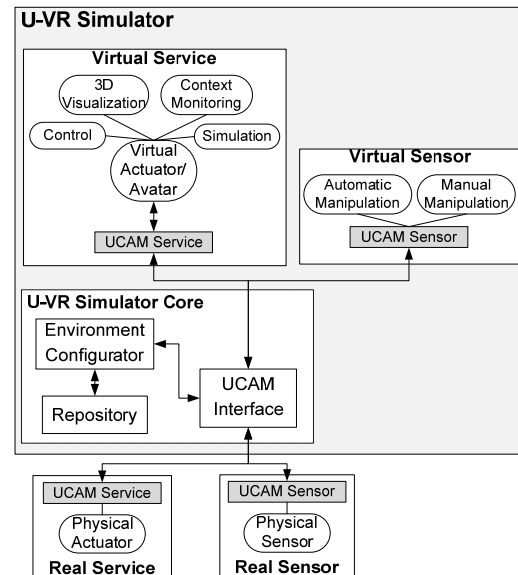 U-VR Simulator
Virtual Service
3D
Visualization
Context
Monitoring
Control
Simulation
Virtual
Actuator/
Avatar
UCAM Service
Virtual Sensor
Automatic
Manipulation
Manual
Manipulation
UCAM Sensor
U-VR Simulator Core
Environment
Configurator
Repository
UCAM
Interface
UCAM Service
Physical
Actuator
Real Service
UCAM Sensor
Physical
Sensor
Real Sensor